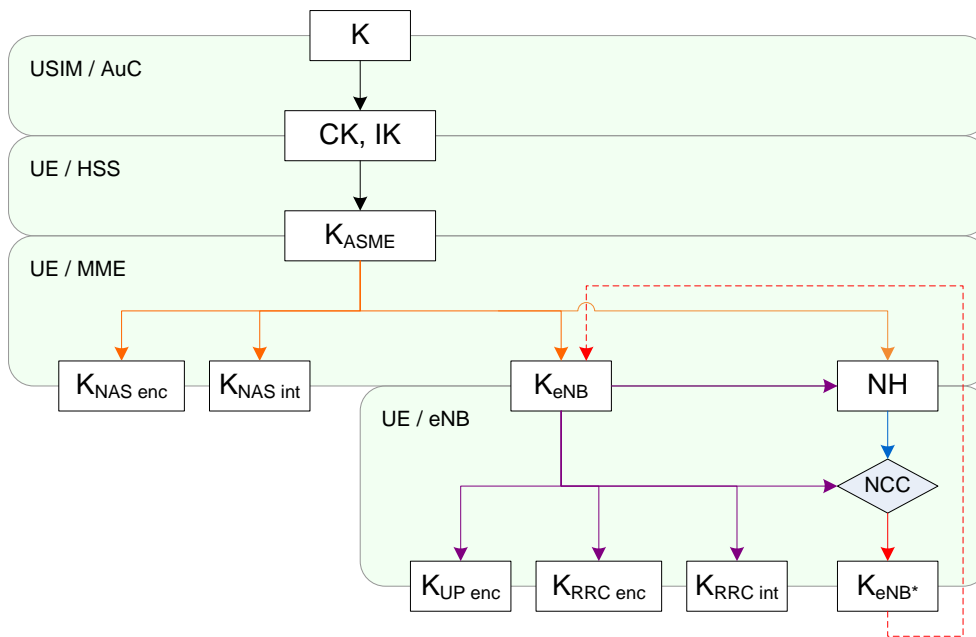 K
USIM / AuC
CK, IK
UE / HSS
KASME
UE / MME
KNAS enc
KNAS int
KeNB
NH
UE / eNB
NCC
KUP enc
KRRC enc
KRRC int
KeNB*